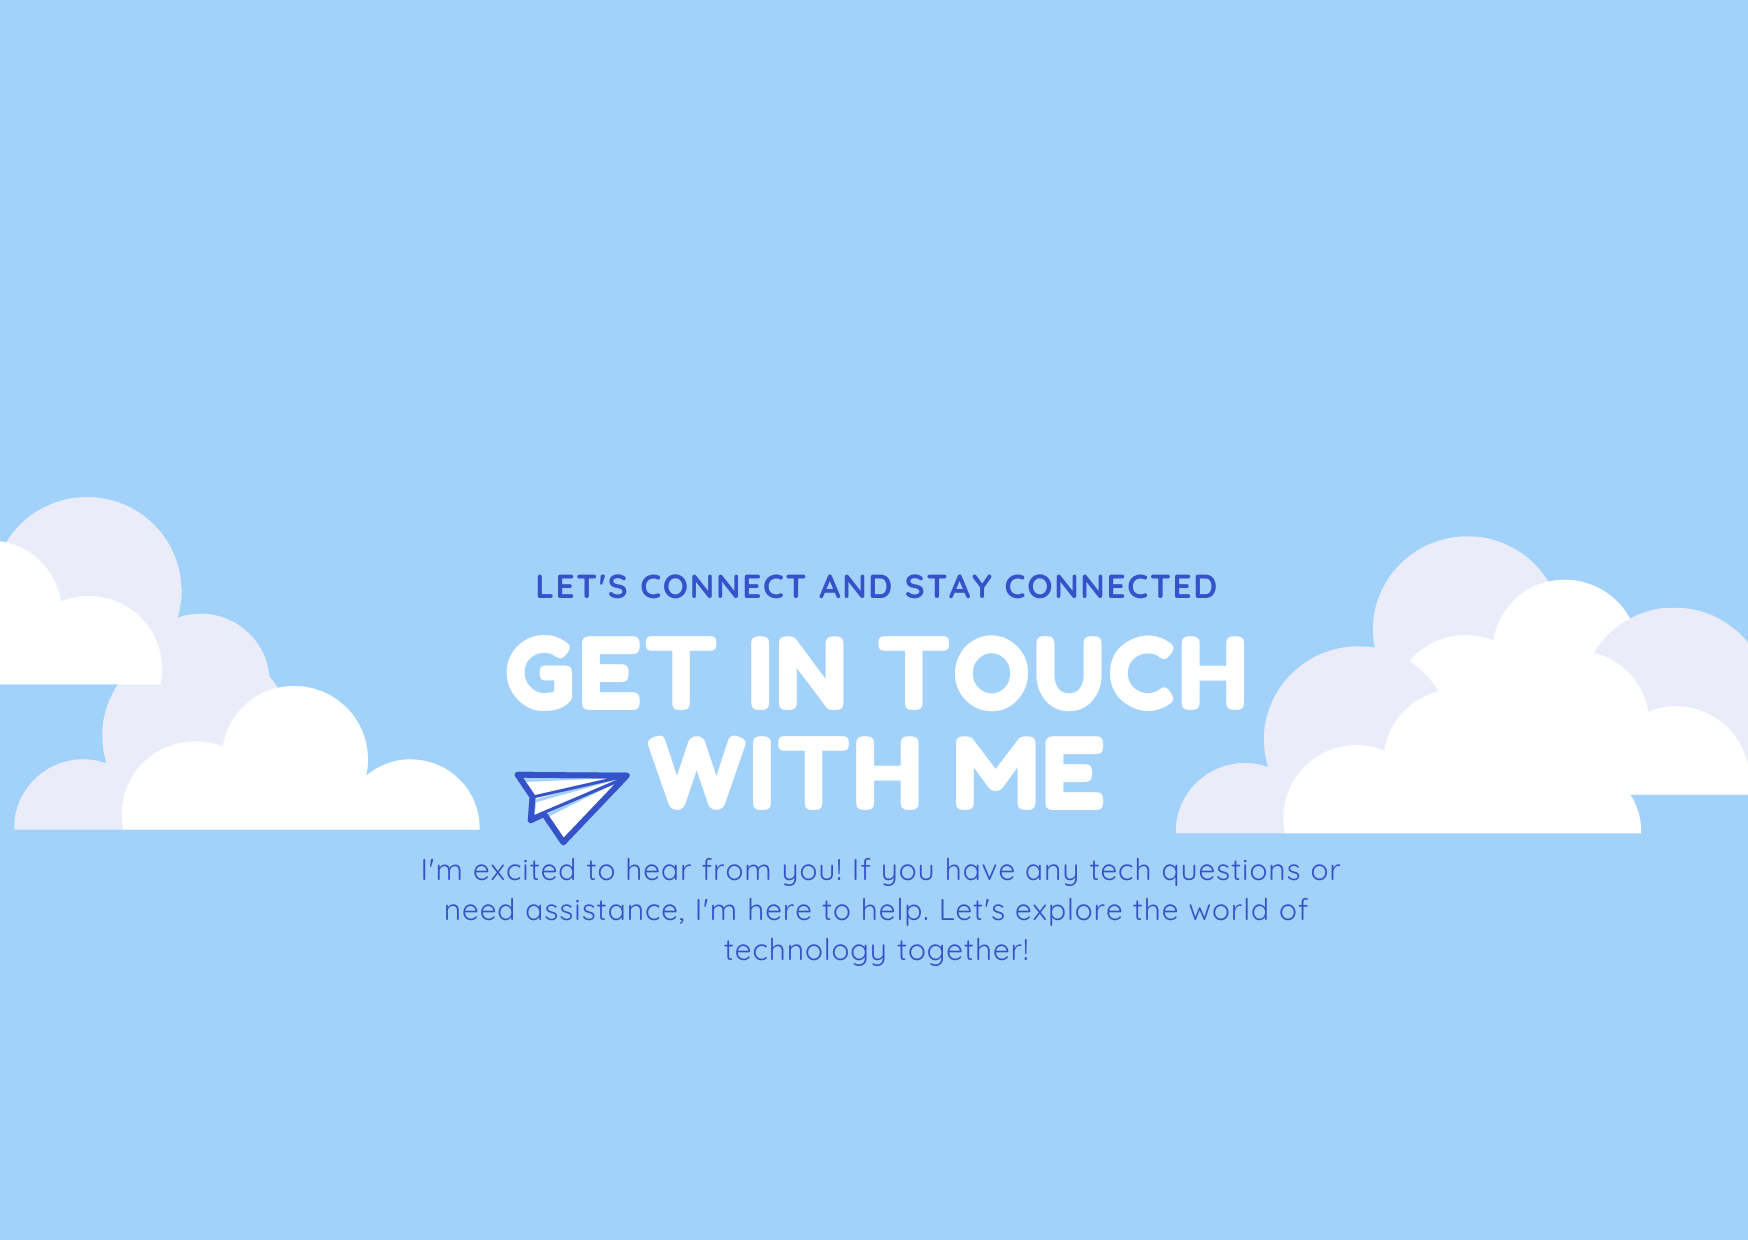 LET'S CONNECT AND STAY CONNECTED
GET IN TOUCH
WITH ME
I'm excited to hear from you! If you have any tech questions or
need assistance, I'm here to help. Let's explore the world of
technology together!